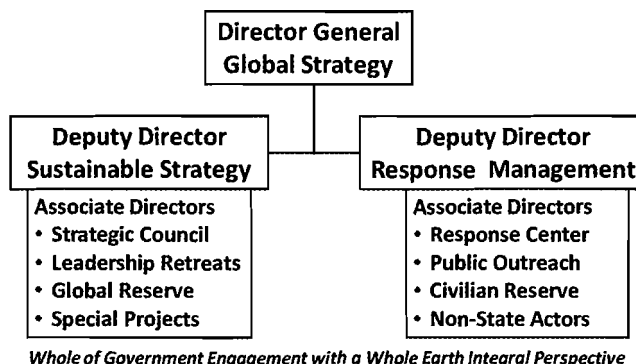 Director General
Global Strategy
Deputy Director
Sustainable Strategy
Associate Directors
• Strategic Council
• Leadership Retreats
• Global Reserve
• Special Projects
Deputy Director
Response Management
Associate Directors
• Response Center
• Public Outreach
• Civilian Reserve
• Non-State Actors
Whole of Government Engagement with a Whole Earth Integral Perspective